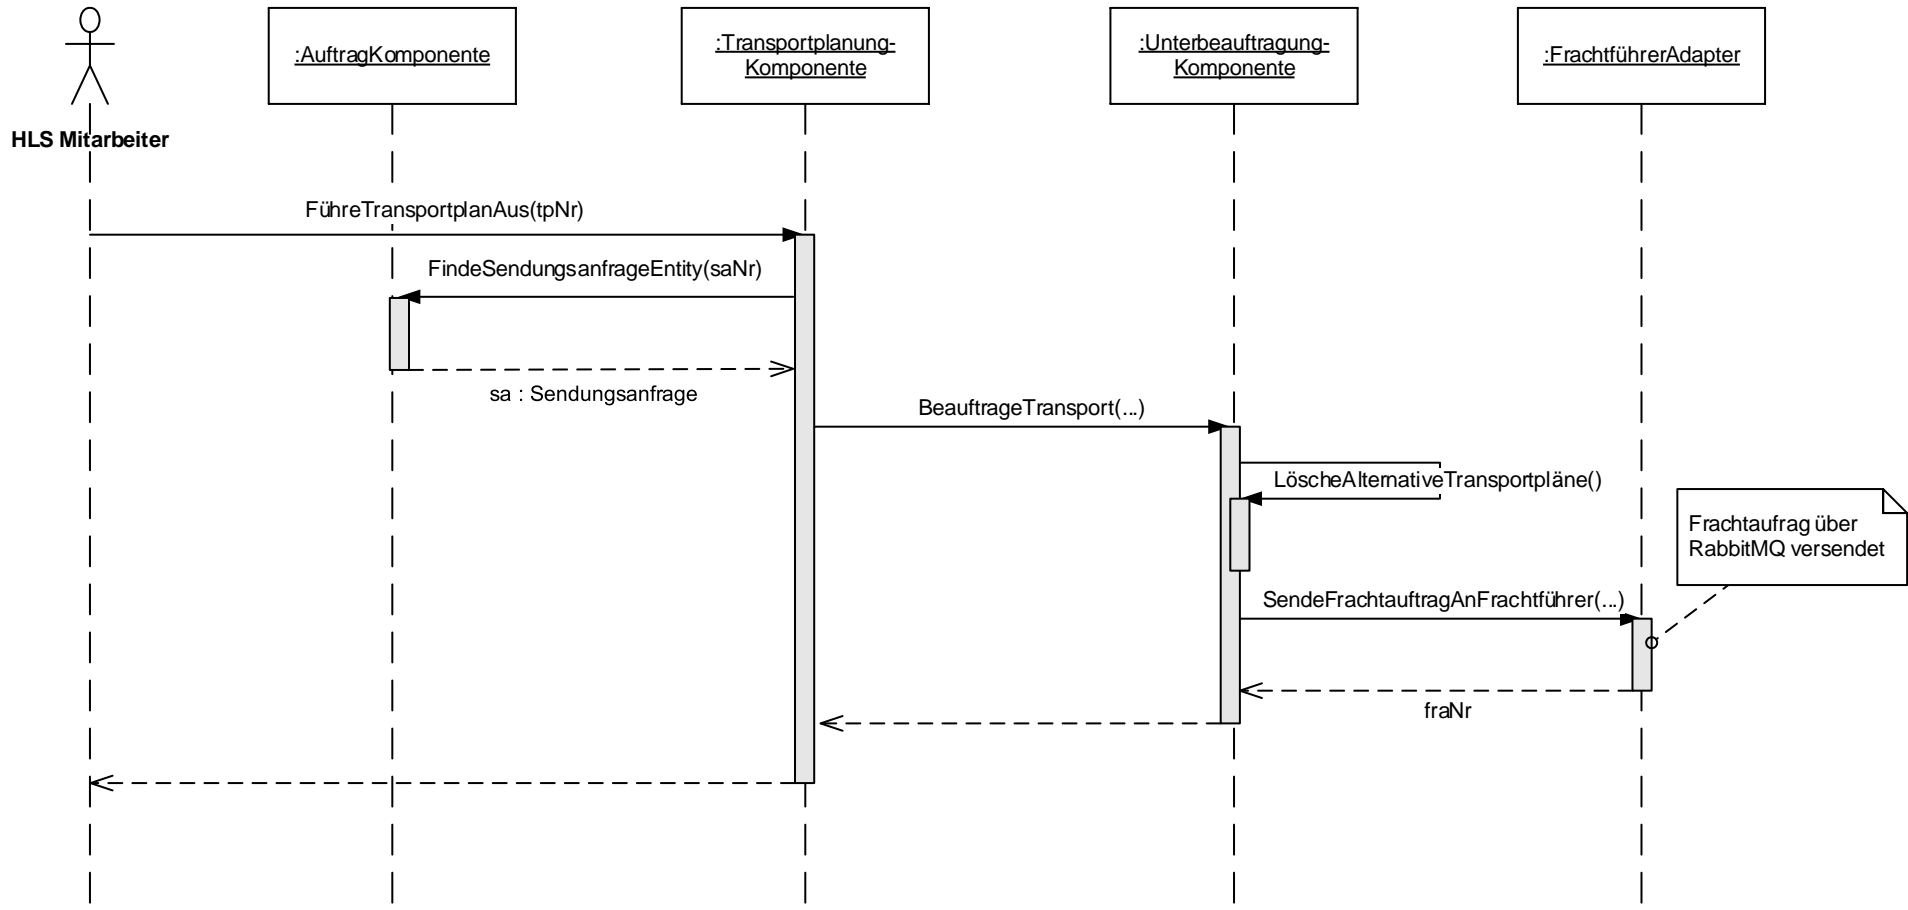 :AuftragKomponente
:Transportplanung-
Komponente
:Unterbeauftragung-
Komponente
:FrachtführerAdapter
HLS Mitarbeiter
FühreTransportplanAus(tpNr)
FindeSendungsanfrageEntity(saNr)
sa : Sendungsanfrage
BeauftrageTransport(...)
LöscheAlternativeTransportpläne()
Frachtaufrag über
RabbitMQ versendet
SendeFrachtauftragAnFrachtführer(...)
fraNr